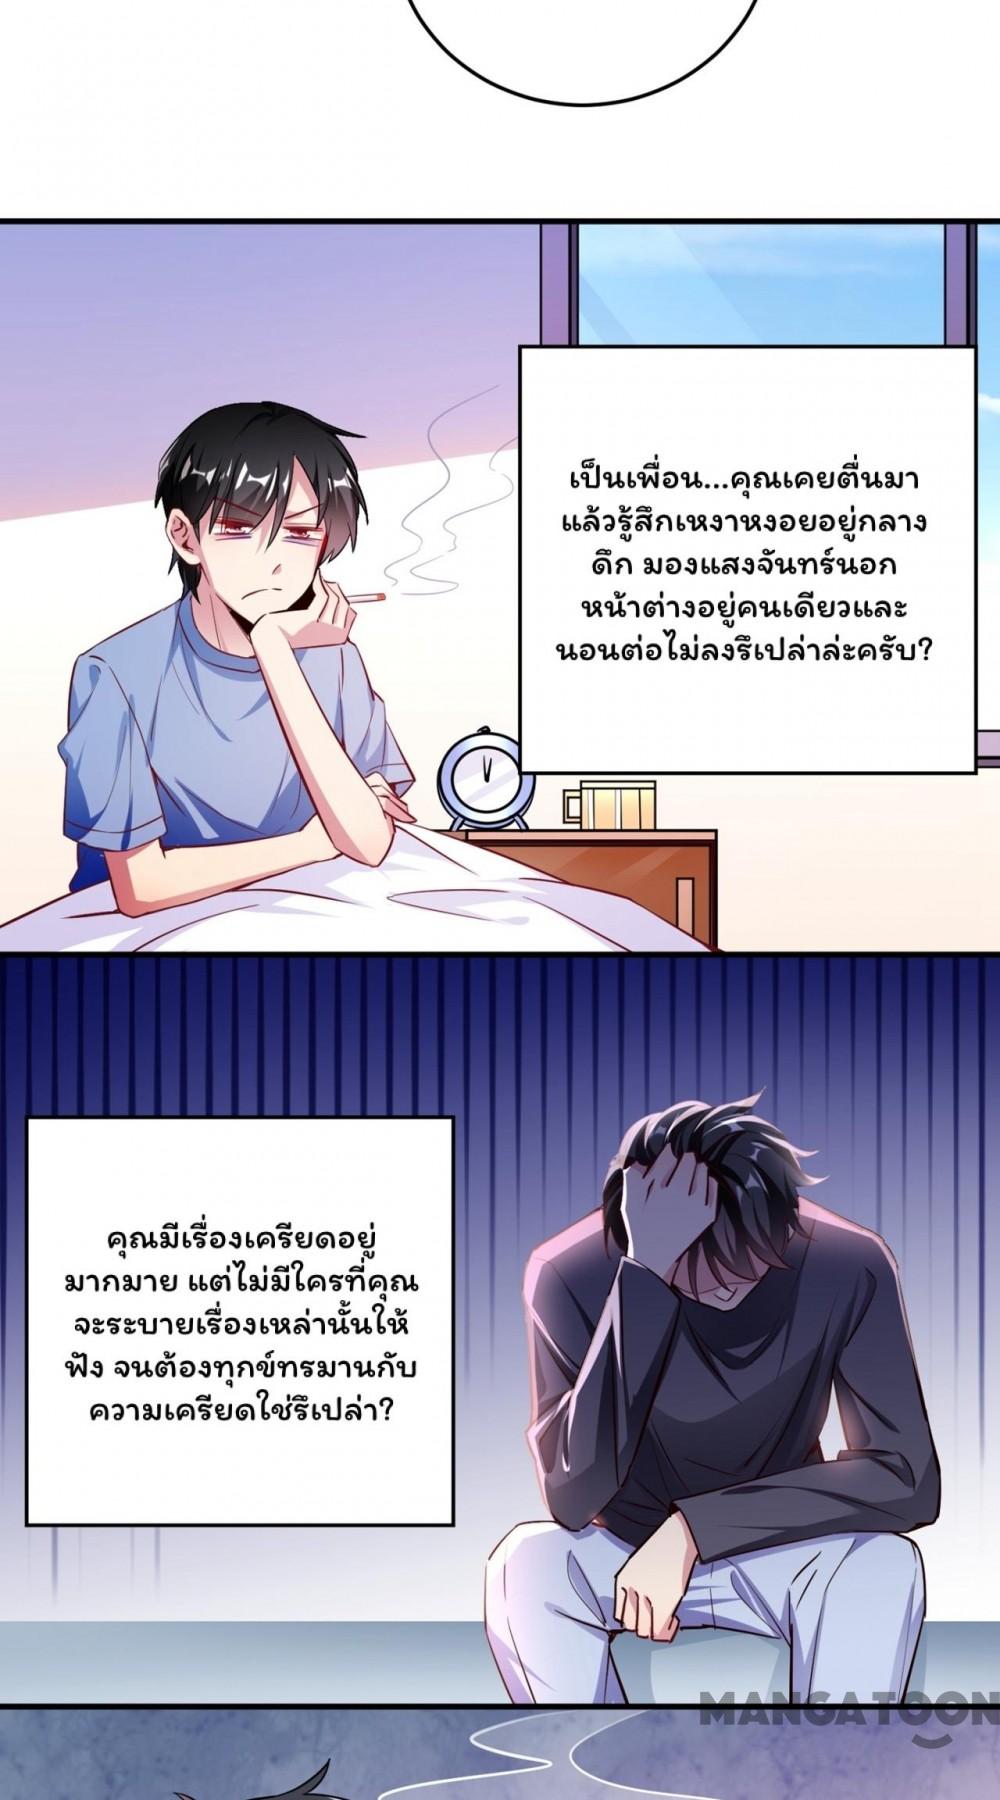 เป็นเพื่อน...คุณเคยตื่นมา
แล้วรู้สึกเหงาหงอยอยู่กลาง
ดึก มองแสงจันทร์นอก
หน้าต่างอยู่คนเดียวและ
นอนต่อไม่ลงรึเปล่าล่ะครับ?
คุณมีเรื่องเครียดอยู่
มากมาย แต่ไม่มีใครที่คุณ
จะระบายเรื่องเหล่านั้นให้
ฟัง จนต้องทุกข์ทรมานกับ
ความเครียดใช่รึเปล่า?
MANGATOON